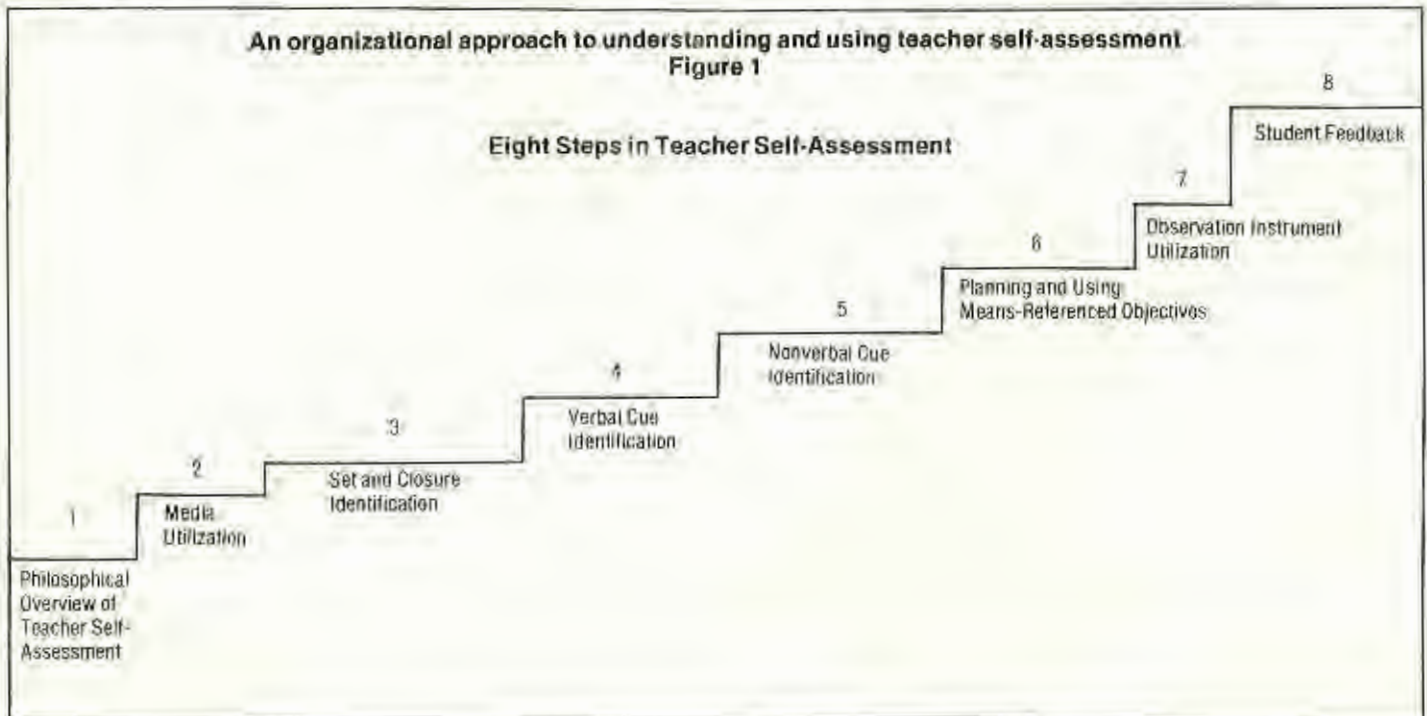 An organizational approach to understanding and using teacher self-assessment
Figure 1
Eight Steps in Teacher Self-Assessment
1
Philosophical
Overview of
Teacher Self-
Assessment
2
Media
Utilization
3
Set and Closure
Identification
4
Verbal Cue
Identification
5
Nonverbal Cue
Identification
6
Planning and Using
Means-Referenced Objectives
7
Observation Instrument
Utilization
8
Student Feedback